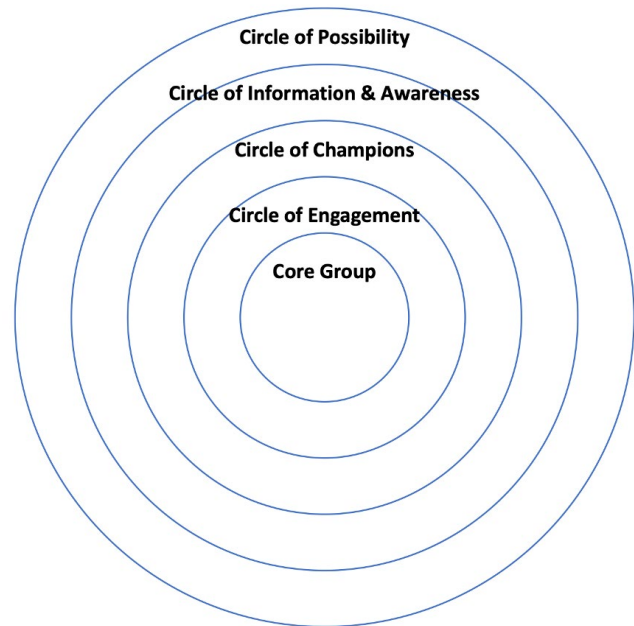 Circle of Possibility
Circle of Information & Awareness
Circle of Champions
Circle of Engagement
Core Group